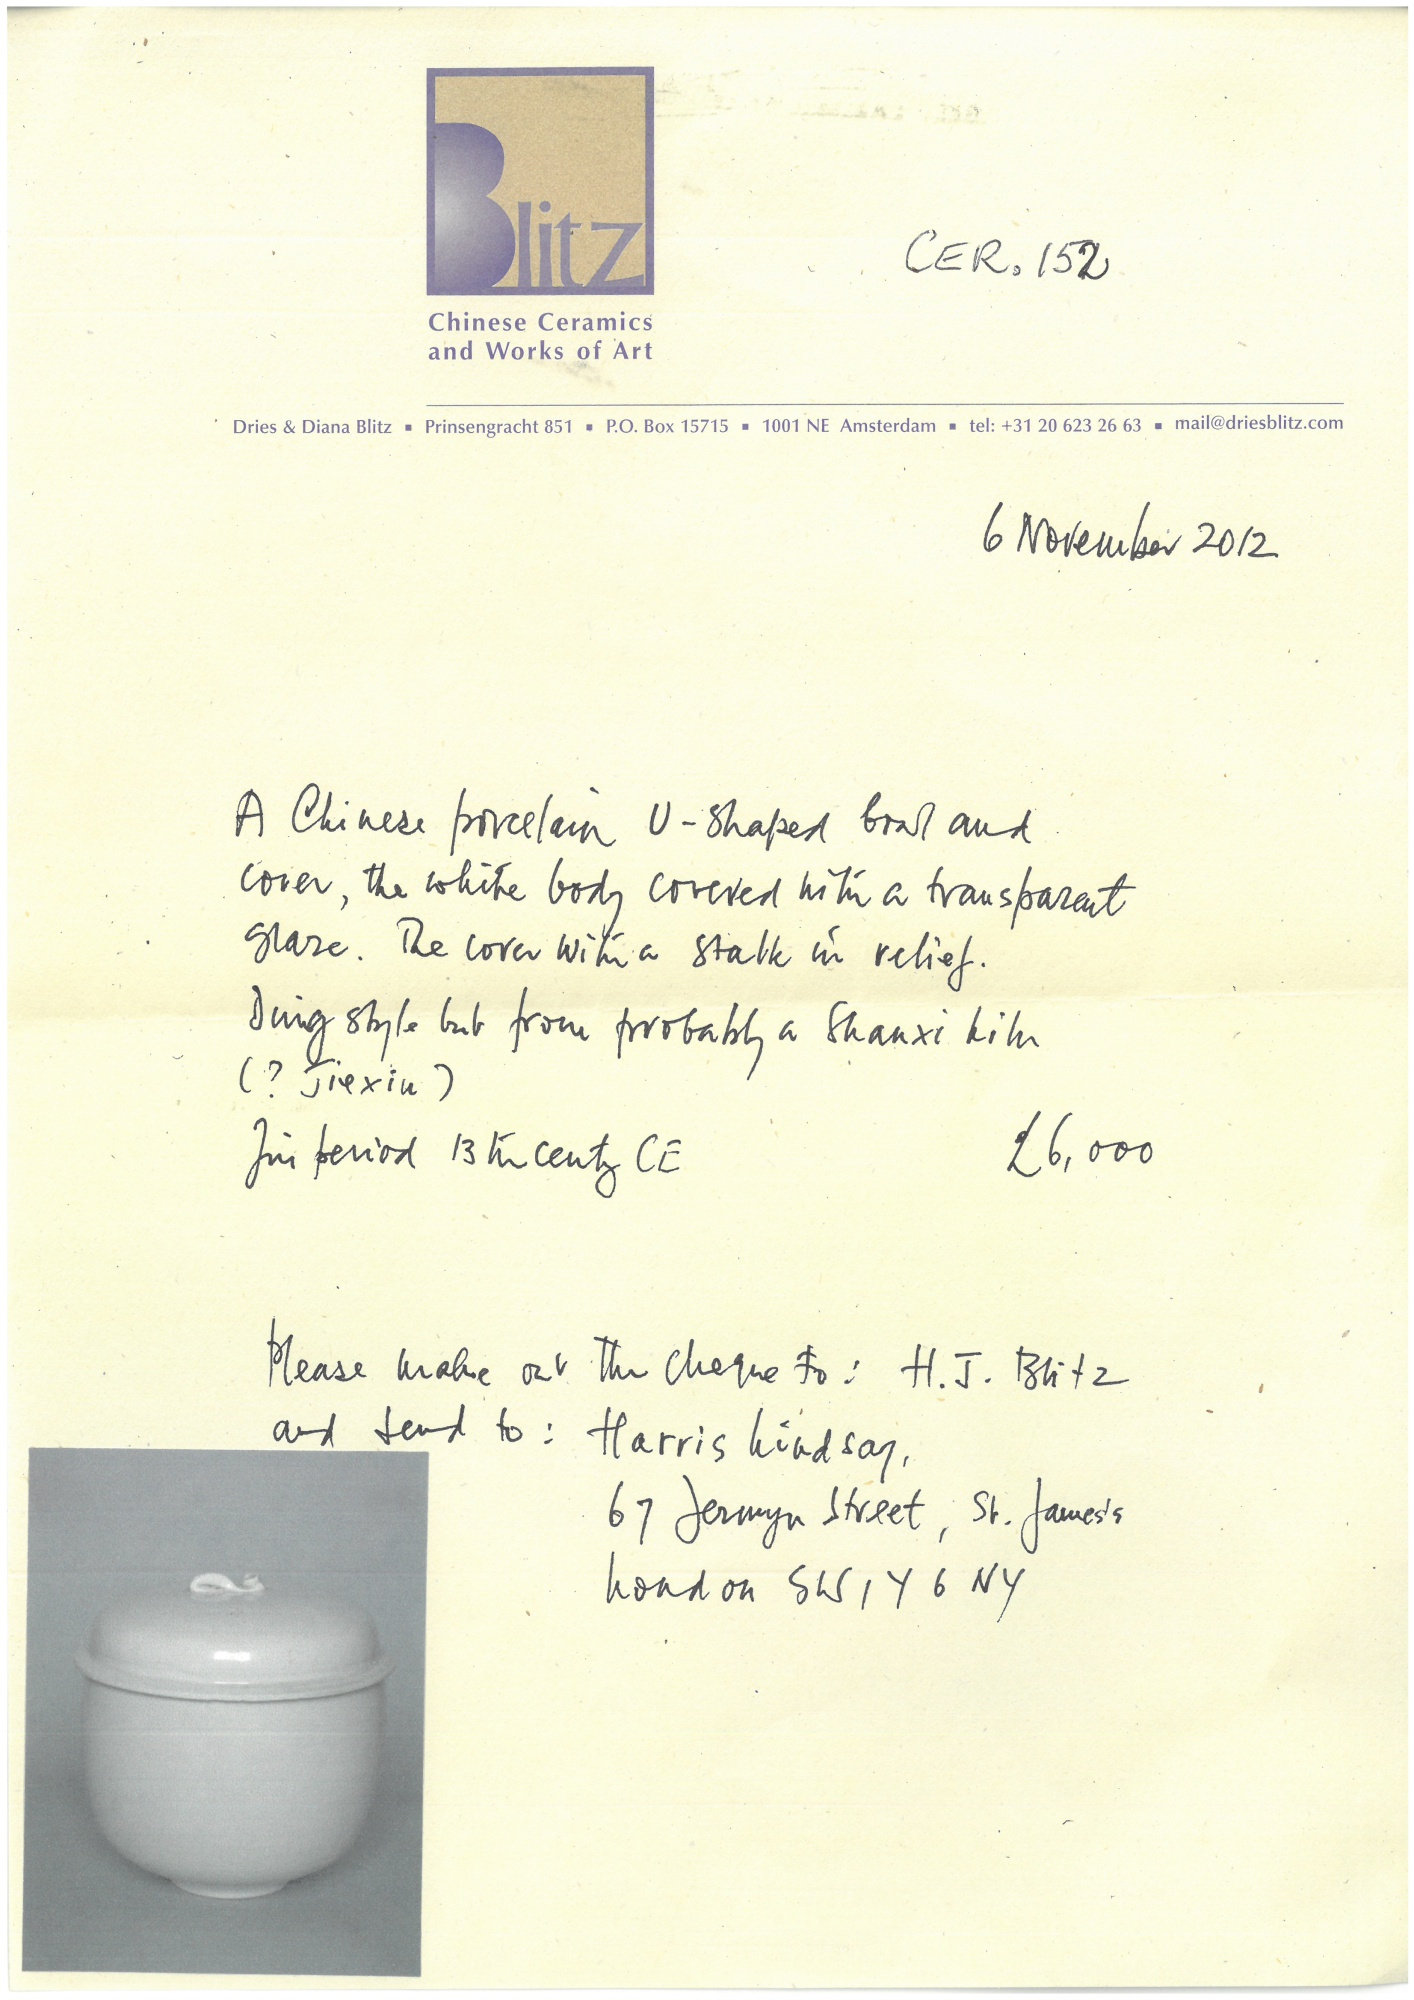 Blitz
Chinese Ceramics
and Works of Art
CER. 152
Dries & Diana Blitz ▪ Prinsengracht 851 ▪ P.O. Box 15715 ▪ 1001 NE Amsterdam ▪ tel: +31 20 623 26 63 ▪ mail@driesblitz.com
6 November 2012
A Chinese porcelain U-shaped bowl and
cover, the white body covered with a transparent
glaze. The cover with a stalk in relief.
Ding style but from probably a Shanxi kiln
(? Jiexiu)
Jin period 13th centy CE £6,000
Please make out the cheque to: H.J. Blitz
and send to: Harris Lindsay,
67 Jermyn Street, St. James's
London SW1Y 6NY